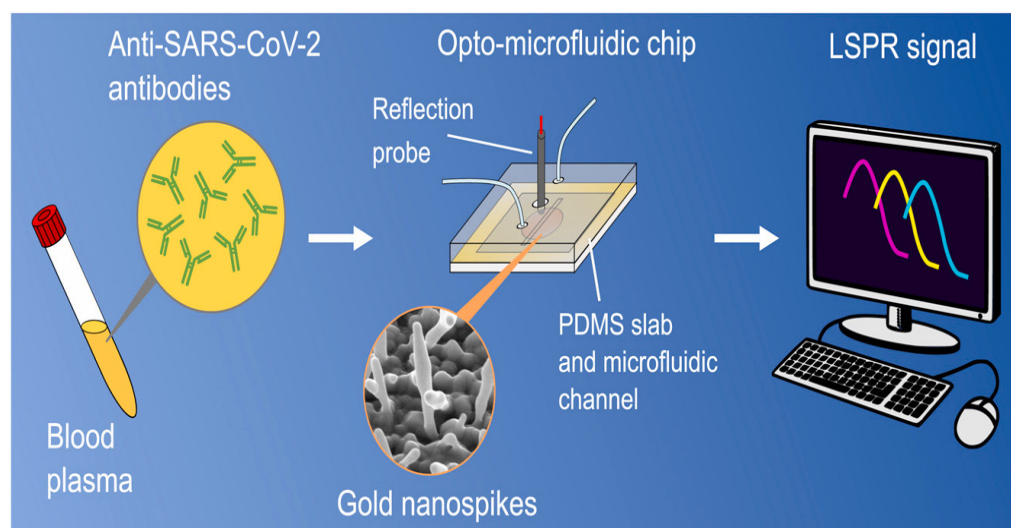 Anti-SARS-CoV-2
antibodies
Opto-microfluidic chip
LSPR signal
Reflection
probe
PDMS slab
and microfluidic
channel
Blood
plasma
Gold nanospikes